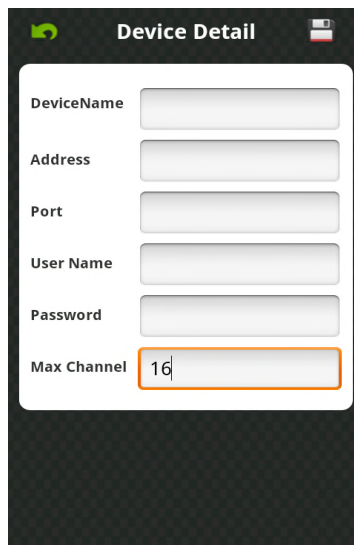 Device Detail
DeviceName
Address
Port
User Name
Password
Max Channel 16